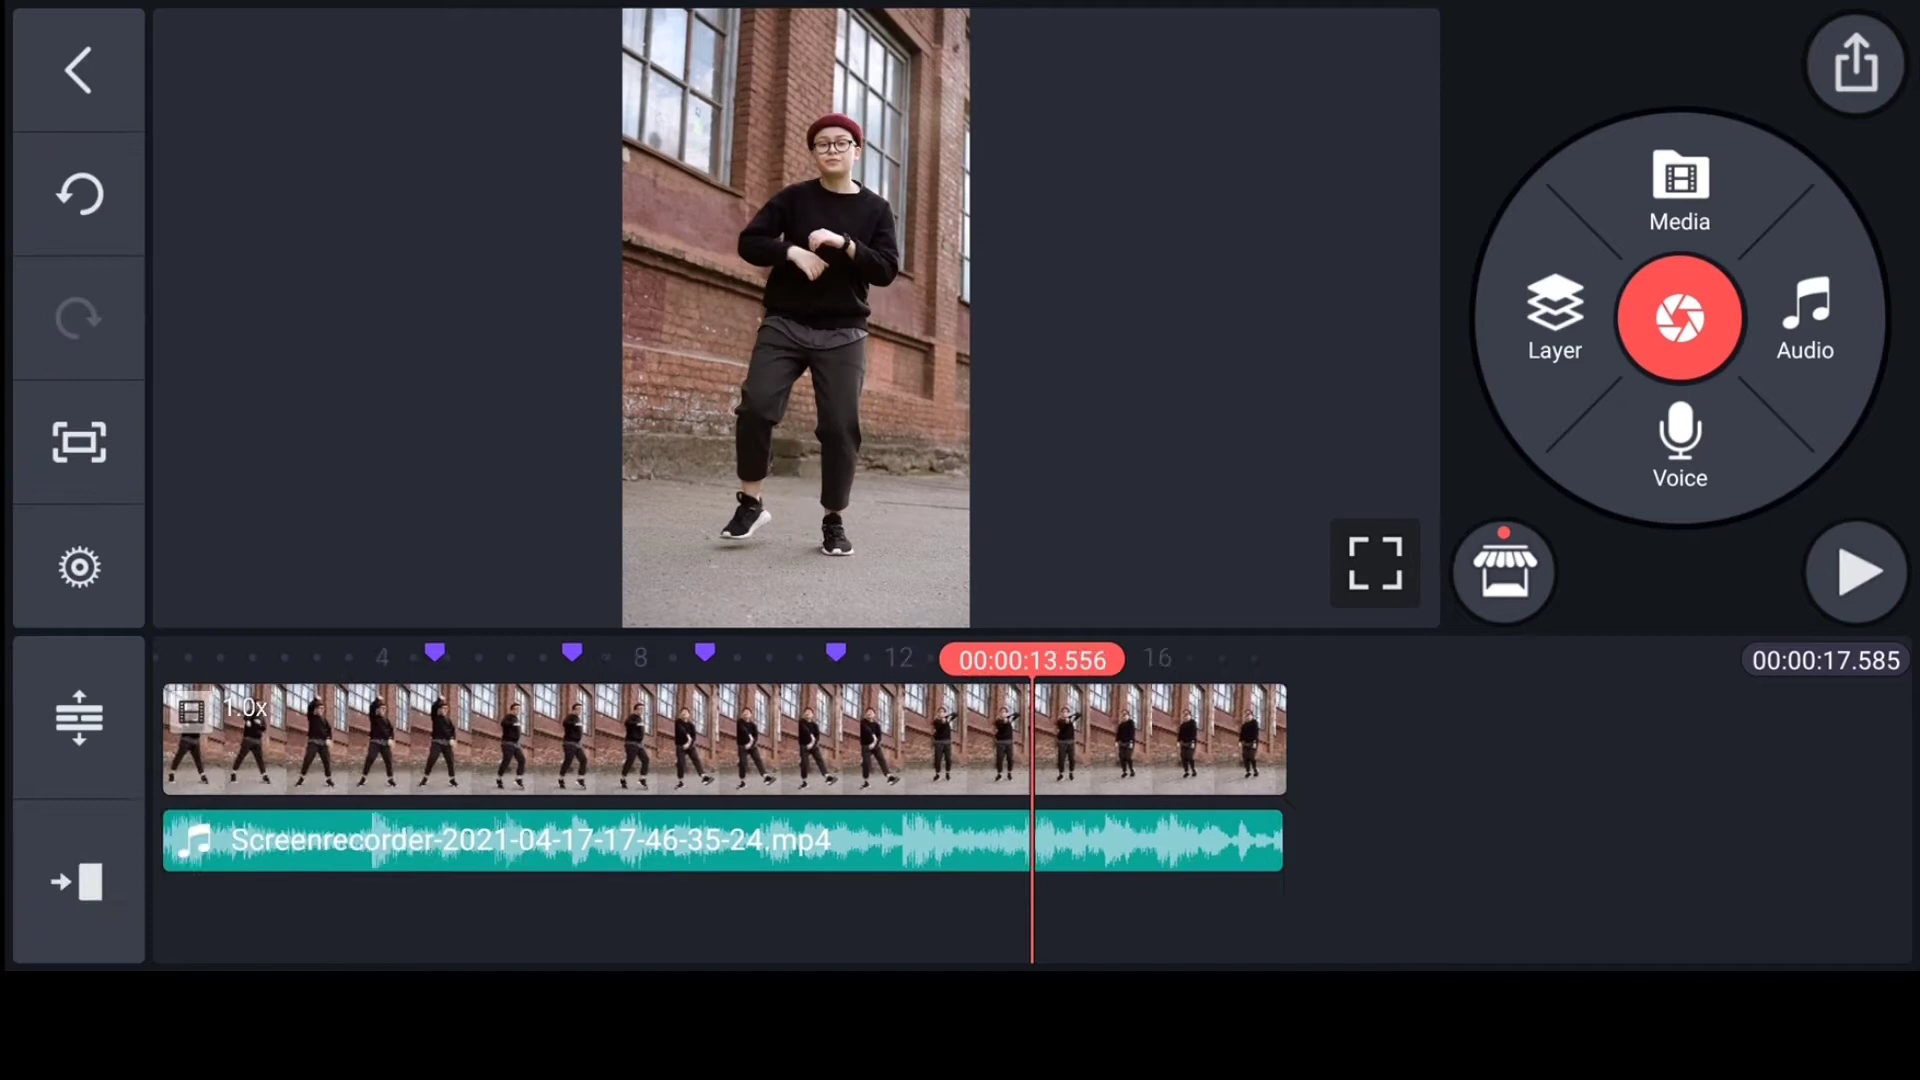 Media
Layer
Audio
Voice
4
8
12
00:00:13.556
16
00:00:17.585
1.0x
Screenrecorder-2021-04-17-17-46-35-24.mp4